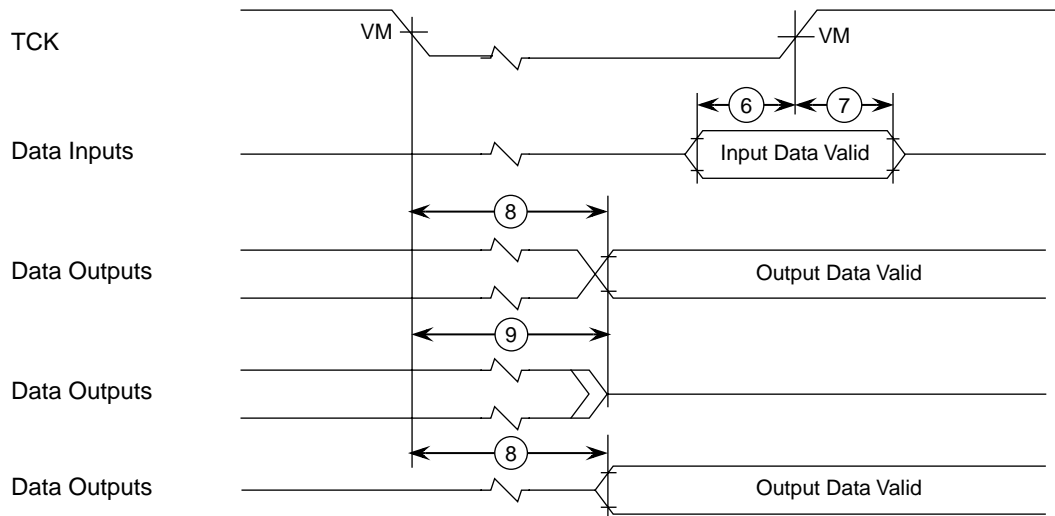 TCK
VM
VM
6
7
Data Inputs
Input Data Valid
8
Data Outputs
Output Data Valid
9
Data Outputs
8
Data Outputs
Output Data Valid